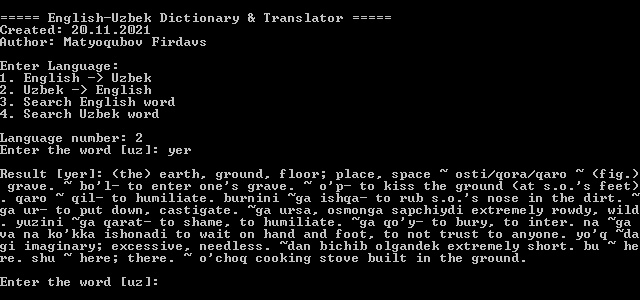 ===== English-Uzbek Dictionary & Translator =====
Created: 20.11.2021
Author: Matyoqubov Firdavs
Enter Language:
1. English -> Uzbek
2. Uzbek -> English
3. Search English word
4. Search Uzbek word
Language number: 2
Enter the word [uz]: yer
Result [yer]: (the) earth, ground, floor; place, space ~ osti/qora/qaro ~ (fig.)
grave. ~ bo'l- to enter one's grave. ~ o'p- to kiss the ground (at s.o.'s feet)
. qaro ~ qil- to humiliate. burnini ~ga ishqa- to rub s.o.'s nose in the dirt. ~
ga ur- to put down, castigate. ~ga ursa, osmonga sapchiydi extremely rowdy, wild
. yuzini ~ga qarat- to shame, to humiliate. ~ga qo'y- to bury, to inter. na ~ga
va na ko'kka ishonadi to wait on hand and foot, to not trust to anyone. yo'q ~da
gi imaginary; excessive, needless. ~dan bichib olgandek extremely short. bu ~ he
re. shu ~ here; there. ~ o'choq cooking stove built in the ground.
Enter the word [uz]: